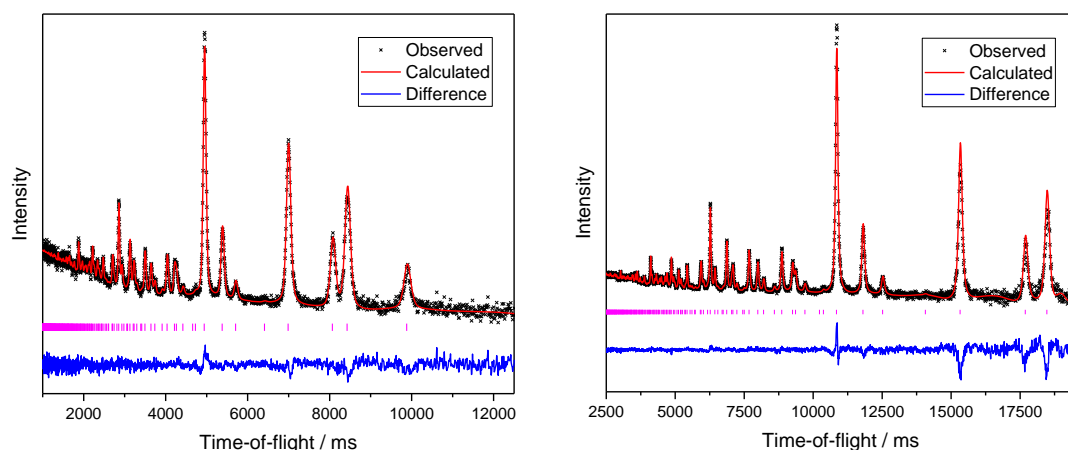 Intensity
Observed
Calculated
Difference
2000 4000 6000 8000 10000 12000
Time-of-flight / ms
Intensity
Observed
Calculated
Difference
2500 5000 7500 10000 12500 15000 17500
Time-of-flight / ms